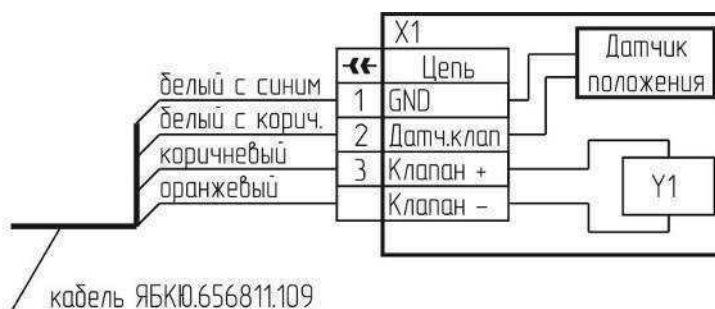 X1
Цепь
Датчик
положения
белый с синим
1 GND
белый с корич.
2 Датч.клап
коричневый
3 Клапан +
оранжевый
Клапан –
Y1
кабель ЯБКЮ.656811.109